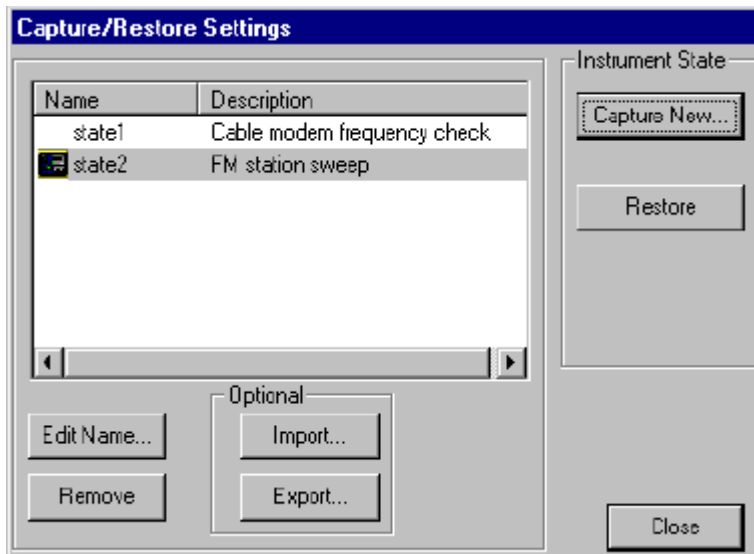 Capture/Restore Settings
Instrument State
Name Description
state1 Cable modem frequency check
state2 FM station sweep
Capture New...
Restore
Optional
Edit Name...
Import...
Remove
Export...
Close